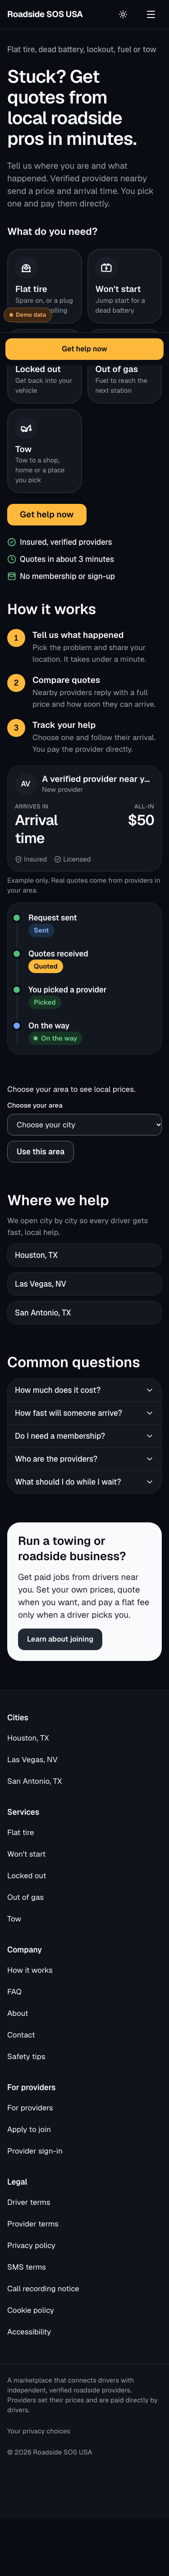 Roadside SOS USA
Flat tire, dead battery, lockout, fuel or tow
Stuck? Get
quotes from
local roadside
pros in minutes.
Tell us where you are and what
happened. Verified providers nearby
send a price and arrival time. You pick
one and pay them directly.
What do you need?
Flat tire
Spare on, or a plug
Won't start
Jump start for a
dead battery
Demo data
Get help now
Locked out
Get back into your
vehicle
Out of gas
Fuel to reach the
next station
Tow
Tow to a shop,
home or a place
you pick
Get help now
Insured, verified providers
Quotes in about 3 minutes
No membership or sign-up
How it works
1
Tell us what happened
Pick the problem and share your
location. It takes under a minute.
2
Compare quotes
Nearby providers reply with a full
price and how soon they can arrive.
3
Track your help
Choose one and follow their arrival.
You pay the provider directly.
AV
A verified provider near y...
New provider
ARRIVES IN
Arrival
time
ALL-IN
$50
Insured
Licensed
Example only. Real quotes come from providers in
your area.
Request sent
Sent
Quotes received
Quoted
You picked a provider
Picked
On the way
On the way
Choose your area to see local prices.
Choose your area
Choose your city
Use this area
Where we help
We open city by city so every driver gets
fast, local help.
Houston, TX
Las Vegas, NV
San Antonio, TX
Common questions
How much does it cost?
How fast will someone arrive?
Do I need a membership?
Who are the providers?
What should I do while I wait?
Run a towing or
roadside business?
Get paid jobs from drivers near
you. Set your own prices, quote
when you want, and pay a flat fee
only when a driver picks you.
Learn about joining
Cities
Houston, TX
Las Vegas, NV
San Antonio, TX
Services
Flat tire
Won't start
Locked out
Out of gas
Tow
Company
How it works
FAQ
About
Contact
Safety tips
For providers
For providers
Apply to join
Provider sign-in
Legal
Driver terms
Provider terms
Privacy policy
SMS terms
Call recording notice
Cookie policy
Accessibility
A marketplace that connects drivers with
independent, verified roadside providers.
Providers set their prices and are paid directly by
drivers.
Your privacy choices
© 2026 Roadside SOS USA